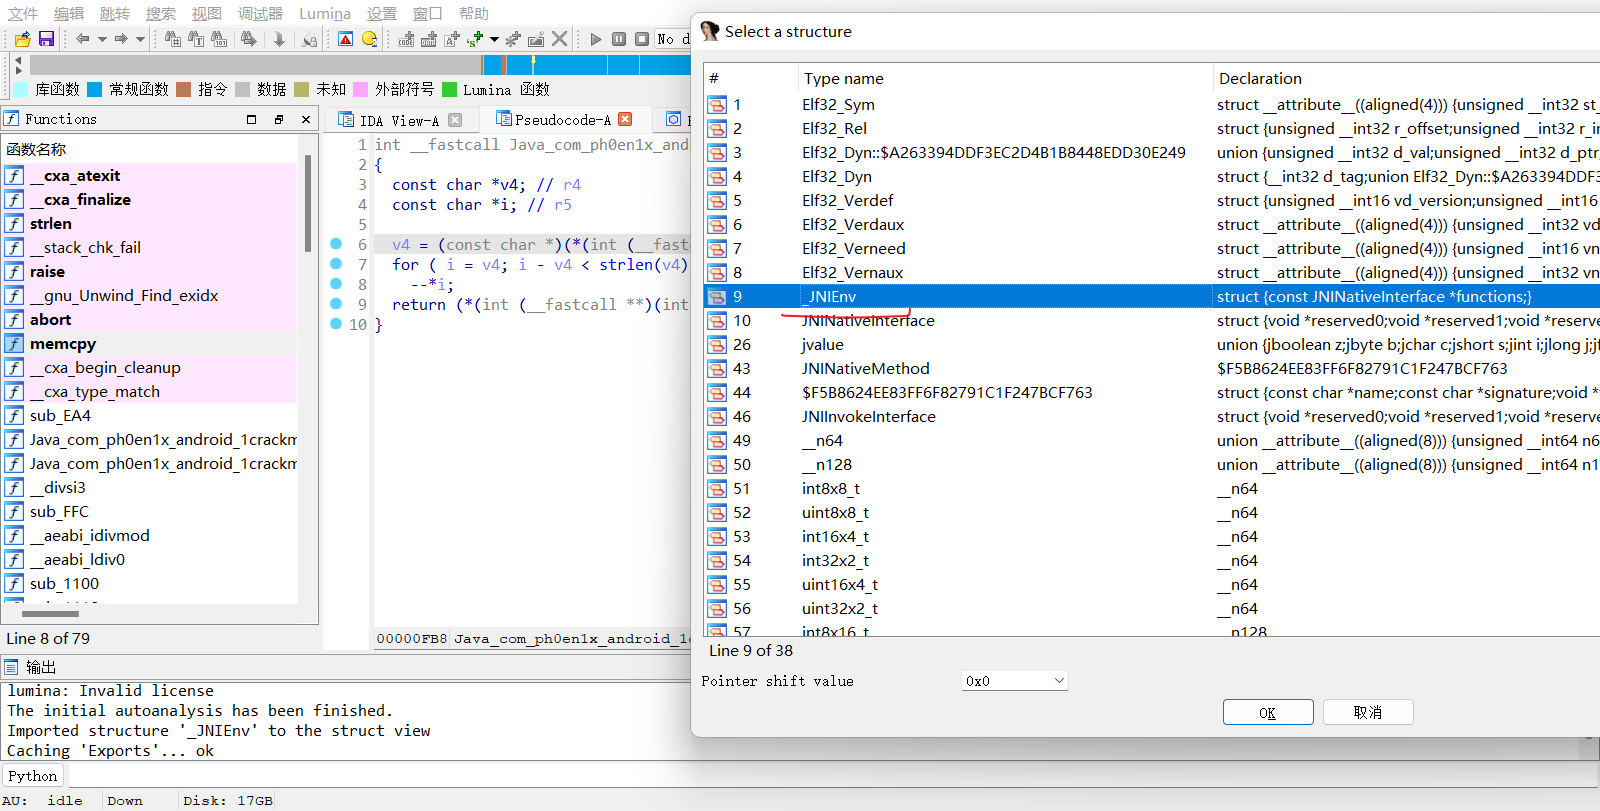 文件 编辑 跳转 搜索 视图 调试器 Lumina 设置 窗口 帮助
No d
库函数 常规函数 指令 数据 未知 外部符号 Lumina 函数
Functions
函数名称
__cxa_atexit
__cxa_finalize
strlen
__stack_chk_fail
raise
__gnu_Unwind_Find_exidx
abort
memcpy
__cxa_begin_cleanup
__cxa_type_match
sub_EA4
Java_com_ph0en1x_android_1crackm
Java_com_ph0en1x_android_1crackm
__divsi3
sub_FFC
__aeabi_idivmod
__aeabi_idiv0
sub_1100
Line 8 of 79
IDA View-A Pseudocode-A
1 int __fastcall Java_com_ph0en1x_and
2 {
3 const char *v4; // r4
4 const char *i; // r5
5
6 v4 = (const char *)(*(int (__fast
7 for ( i = v4; i - v4 < strlen(v4)
8 --*i;
9 return (*(int (__fastcall **)(int
10 }
00000FB8 Java_com_ph0en1x_android_1c
输出
lumina: Invalid license
The initial autoanalysis has been finished.
Imported structure '_JNIEnv' to the struct view
Caching 'Exports'... ok
Python
AU: idle Down Disk: 17GB
Select a structure
# Type name Declaration
1 Elf32_Sym struct __attribute__((aligned(4))) {unsigned __int32 st_
2 Elf32_Rel struct {unsigned __int32 r_offset;unsigned __int32 r_in
3 Elf32_Dyn::$A263394DDF3EC2D4B1B8448EDD30E249 union {unsigned __int32 d_val;unsigned __int32 d_ptr;
4 Elf32_Dyn struct {__int32 d_tag;union Elf32_Dyn::$A263394DDF3
5 Elf32_Verdef struct {unsigned __int16 vd_version;unsigned __int16
6 Elf32_Verdaux struct __attribute__((aligned(4))) {unsigned __int32 vd
7 Elf32_Verneed struct __attribute__((aligned(4))) {unsigned __int16 vn
8 Elf32_Vernaux struct __attribute__((aligned(4))) {unsigned __int32 vn
9 _JNIEnv struct {const JNINativeInterface *functions;}
10 JNINativeInterface struct {void *reserved0;void *reserved1;void *reserve
26 jvalue union {jboolean z;jbyte b;jchar c;jshort s;jint i;jlong j;jf
43 JNINativeMethod $F5B8624EE83FF6F82791C1F247BCF763
44 $F5B8624EE83FF6F82791C1F247BCF763 struct {const char *name;const char *signature;void *
46 JNIInvokeInterface struct {void *reserved0;void *reserved1;void *reserve
49 __n64 union __attribute__((aligned(8))) {unsigned __int64 n6
50 __n128 union __attribute__((aligned(8))) {unsigned __int64 n1
51 int8x8_t __n64
52 uint8x8_t __n64
53 int16x4_t __n64
54 int32x2_t __n64
55 uint16x4_t __n64
56 uint32x2_t __n64
57 int8x16_t __n128
Line 9 of 38
Pointer shift value 0x0
OK 取消